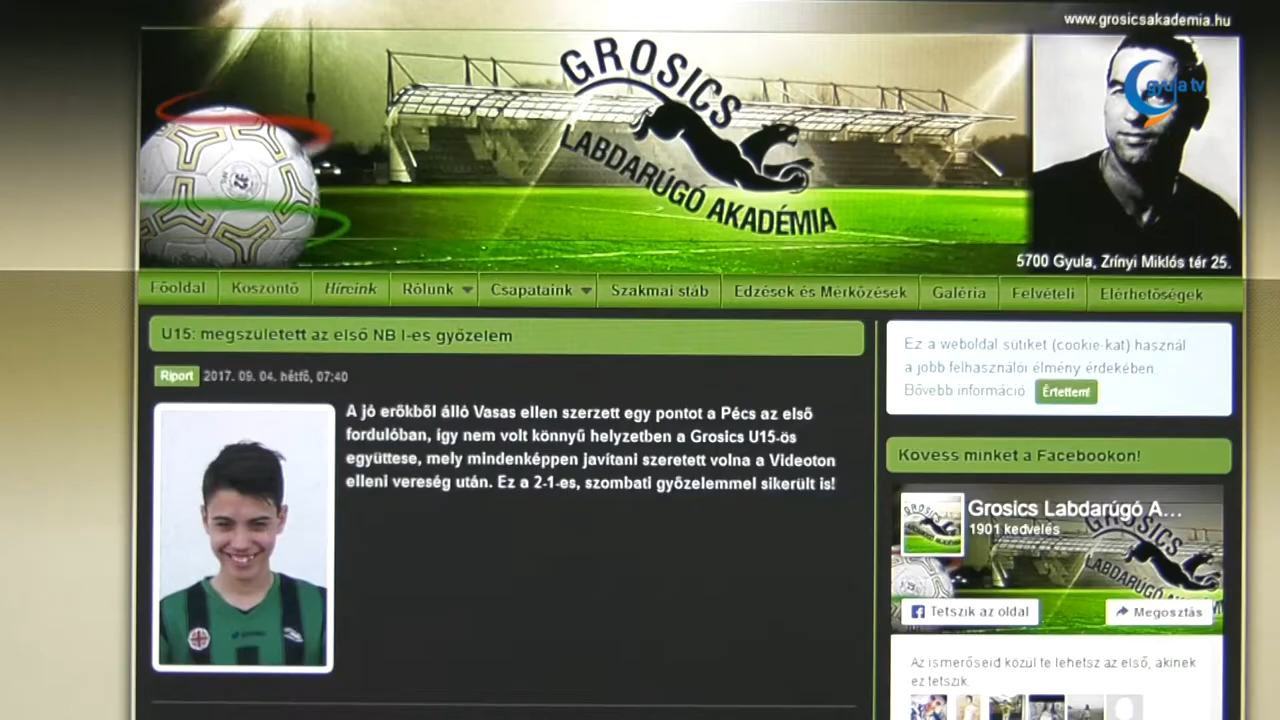 www.grosicsakademia.hu
gyula tv
GROSICS
LABDARÚGÓ AKADÉMIA
5700 Gyula, Zrínyi Miklós tér 25.
Főoldal Köszöntő Híreink Rólunk Csapataink Szakmai stáb Edzések és Mérkőzések Galéria Felvételi Elérhetőségek
U15: megszületett az első NB I-es győzelem
Riport 2017. 09. 04. hétfő, 07:40
A jó erőkből álló Vasas ellen szerzett egy pontot a Pécs az első
fordulóban, így nem volt könnyű helyzetben a Grosics U15-ös
együttese, mely mindenképpen javítani szeretett volna a Videoton
elleni vereség után. Ez a 2-1-es, szombati győzelemmel sikerült is!
Ez a weboldal sütiket (cookie-kat) használ
a jobb felhasználói élmény érdekében.
Bővebb információ Értettem!
Kövess minket a Facebookon!
Grosics Labdarúgó A...
1901 kedvelés
GROSICS
LABDARÚGÓ AKADÉMIA
Tetszik az oldal Megosztás
Az ismerőseid közül te lehetsz az első, akinek
ez tetszik.